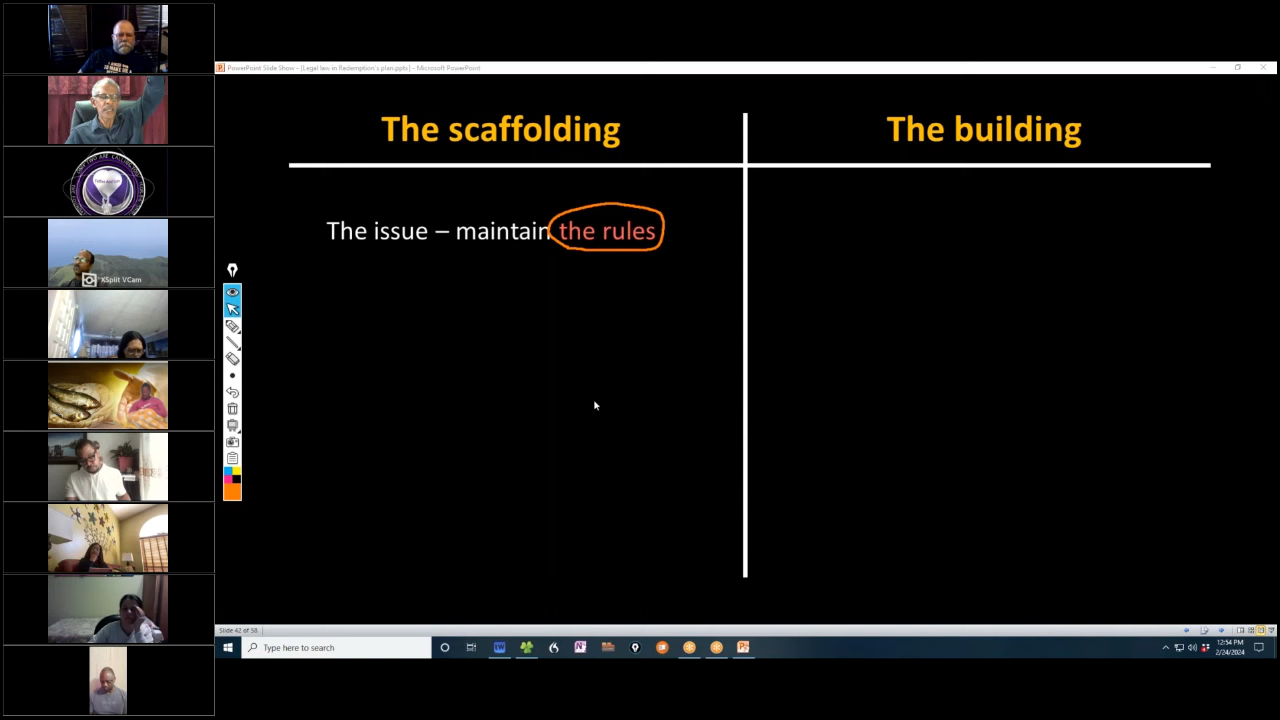 PowerPoint Slide Show - [Legal law in Redemption's plan.ppts] - Microsoft PowerPoint
The scaffolding
The building
The issue – maintain the rules
XSplit VCam
Slide 42 of 58
Type here to search
12:54 PM
2/24/2024